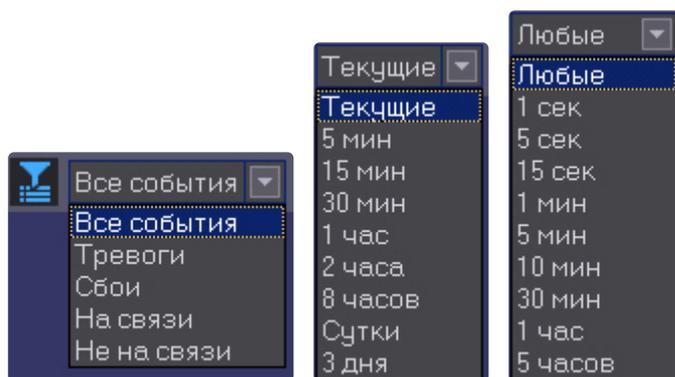 Все события
Все события
Тревоги
Сбои
На связи
Не на связи
Текущие
Текущие
5 мин
15 мин
30 мин
1 час
2 часа
8 часов
Сутки
3 дня
Любые
Любые
1 сек
5 сек
15 сек
1 мин
5 мин
10 мин
30 мин
1 час
5 часов